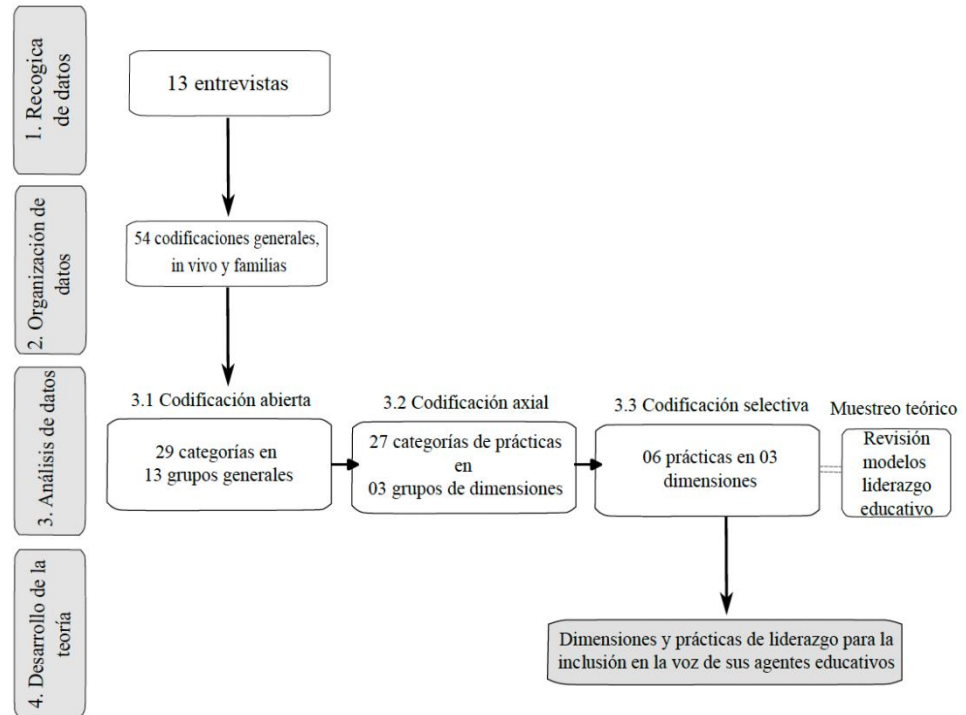 1. Recogica
de datos
13 entrevistas
2. Organización de
datos
54 codificaciones generales,
in vivo y familias
3. Análisis de datos
3.1 Codificación abierta
29 categorías en
13 grupos generales
3.2 Codificación axial
27 categorías de prácticas
en
03 grupos de dimensiones
3.3 Codificación selectiva
06 prácticas en 03
dimensiones
Muestreo teórico
Revisión
modelos
liderazgo
educativo
4. Desarrollo de la
teoría
Dimensiones y prácticas de liderazgo para la
inclusión en la voz de sus agentes educativos